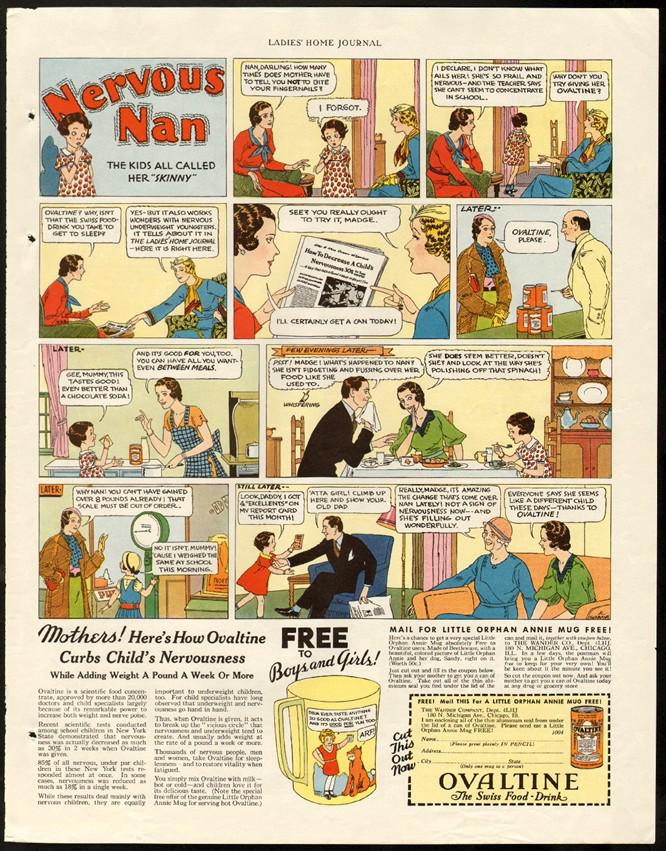 LADIES' HOME JOURNAL
Nervous
Nan
THE KIDS ALL CALLED
HER "SKINNY"
NAN, DARLING! HOW MANY
TIMES DOES MOTHER HAVE
TO TELL YOU NOT TO BITE
YOUR FINGERNAILS?
I FORGOT.
I DECLARE, I DON'T KNOW WHAT
AILS HER! SHE'S SO FRAIL AND
NERVOUS—AND THE TEACHER SAYS
SHE CAN'T SEEM TO CONCENTRATE
IN SCHOOL..
WHY DON'T YOU
TRY GIVING HER
OVALTINE?
OVALTINE? WHY, ISN'T
THAT THE SWISS FOOD-
DRINK YOU TAKE TO
GET TO SLEEP?
YES-BUT IT ALSO WORKS
WONDERS WITH NERVOUS
UNDERWEIGHT YOUNGSTERS.
IT TELLS ABOUT IT IN
THE LADIES HOME JOURNAL
—HERE IT IS RIGHT HERE.
SEE? YOU REALLY OUGHT
TO TRY IT, MADGE.
How To Decrease A Child's
Nervousness 30%
I'LL CERTAINLY GET A CAN TODAY!
LATER--
OVALTINE,
PLEASE.
LATER-
GEE, MUMMY, THIS
TASTES GOOD!
EVEN BETTER THAN
A CHOCOLATE SODA!
AND IT'S GOOD FOR YOU, TOO.
YOU CAN HAVE ALL YOU WANT-
EVEN BETWEEN MEALS.
FEW EVENINGS LATER--
PSST! MADGE! WHAT'S HAPPENED TO NAN?
SHE ISN'T FIDGETING AND FUSSING OVER HER
FOOD LIKE SHE
USED TO.
WHISPERING
SHE DOES SEEM BETTER, DOESN'T
SHE? AND LOOK AT THE WAY SHE'S
POLISHING OFF THAT SPINACH!
LATER-
WHY NAN! YOU CAN'T HAVE GAINED
OVER 8 POUNDS ALREADY! THAT
SCALE MUST BE OUT OF ORDER..
NO IT ISN'T, MUMMY!
'CAUSE I WEIGHED THE
SAME AT SCHOOL
THIS MORNING.
STILL LATER--
LOOK, DADDY, I GOT
4 "EXCELLENTS" ON
MY REPORT CARD
THIS MONTH!
'ATTA GIRL! CLIMB UP
HERE AND SHOW YOUR
OLD DAD.
REALLY, MADGE, IT'S AMAZING
THE CHANGE THAT'S COME OVER
NAN LATELY! NOT A SIGN OF
NERVOUSNESS NOW--AND
SHE'S FILLING OUT
WONDERFULLY.
EVERYONE SAYS SHE SEEMS
LIKE A DIFFERENT CHILD
THESE DAYS—THANKS TO
OVALTINE!
Mothers! Here's How Ovaltine
Curbs Child's Nervousness
While Adding Weight A Pound A Week Or More
Ovaltine is a scientific food concen-
trate, approved by more than 20,000
doctors and child specialists largely
because of its remarkable power to
increase both weight and nerve poise.
Recent scientific tests conducted
among school children in New York
State demonstrated that nervous-
ness was actually decreased as much
as 30% in 2 weeks when Ovaltine
was given.
85% of all nervous, under par chil-
dren in these New York tests re-
sponded almost at once. In some
cases, nervousness was reduced as
much as 18% in a single week.
While these results deal mainly with
nervous children, they are equally
important to underweight children,
too. For child specialists have long
observed that underweight and nerv-
ousness go hand in hand.
Thus, when Ovaltine is given, it acts
to break up the "vicious circle" that
nervousness and underweight tend to
create. And usually adds weight at
the rate of a pound or more a week.
Thousands of nervous people, men
and women, take Ovaltine for sleep-
less and to restore vitality when
fatigued.
You simply mix Ovaltine with milk—
hot or cold—and children love it for
its delicious taste. (Note the special
free offer of the genuine Little Orphan
Annie Mug for serving hot Ovaltine.)
FREE
TO
Boys and Girls!
DIDJA EVER TASTE ANYTHING
SO GOOD AS OVALTINE?
AND IT'S GOOD FOR YUH TOO.
ARF!
Cut
This
Out
Now
MAIL FOR LITTLE ORPHAN ANNIE MUG FREE!
Here's a chance to get a very special Little
Orphan Annie Mug absolutely Free to
Ovaltine users. Made of Beetleware, with a
beautiful, colored picture of Little Orphan
Annie and her dog, Sandy, right on it.
(Worth 50c.)
Just cut out and fill in the coupon below.
Then ask your mother to get you a can of
Ovaltine. Take out all of the thin alu-
minum seal you find under the lid of the
can and mail it, together with coupon below,
to THE WANDER CO., Dept.
180 N. MICHIGAN AVE., CHICAGO,
ILL. In a few days, the postman will
bring you a Little Orphan Annie Mug,
free to keep for your very own! You'll
be keen about it the minute you see it!
So cut the coupon out now. And ask your
mother to get you a can of Ovaltine today
at any drug or grocery store
FREE! Mail This For A LITTLE ORPHAN ANNIE MUG FREE!
THE WANDER COMPANY, Dept.
180 N. Michigan Ave., Chicago, Ill.
I am enclosing all of the thin aluminum seal from under
the lid of a can of Ovaltine. Please send me a Little
Orphan Annie Mug FREE!
Name
(Please print plainly IN PENCIL)
Address
City State
(Only one mug to a person)
OVALTINE
OVALTINE
The Swiss Food-Drink